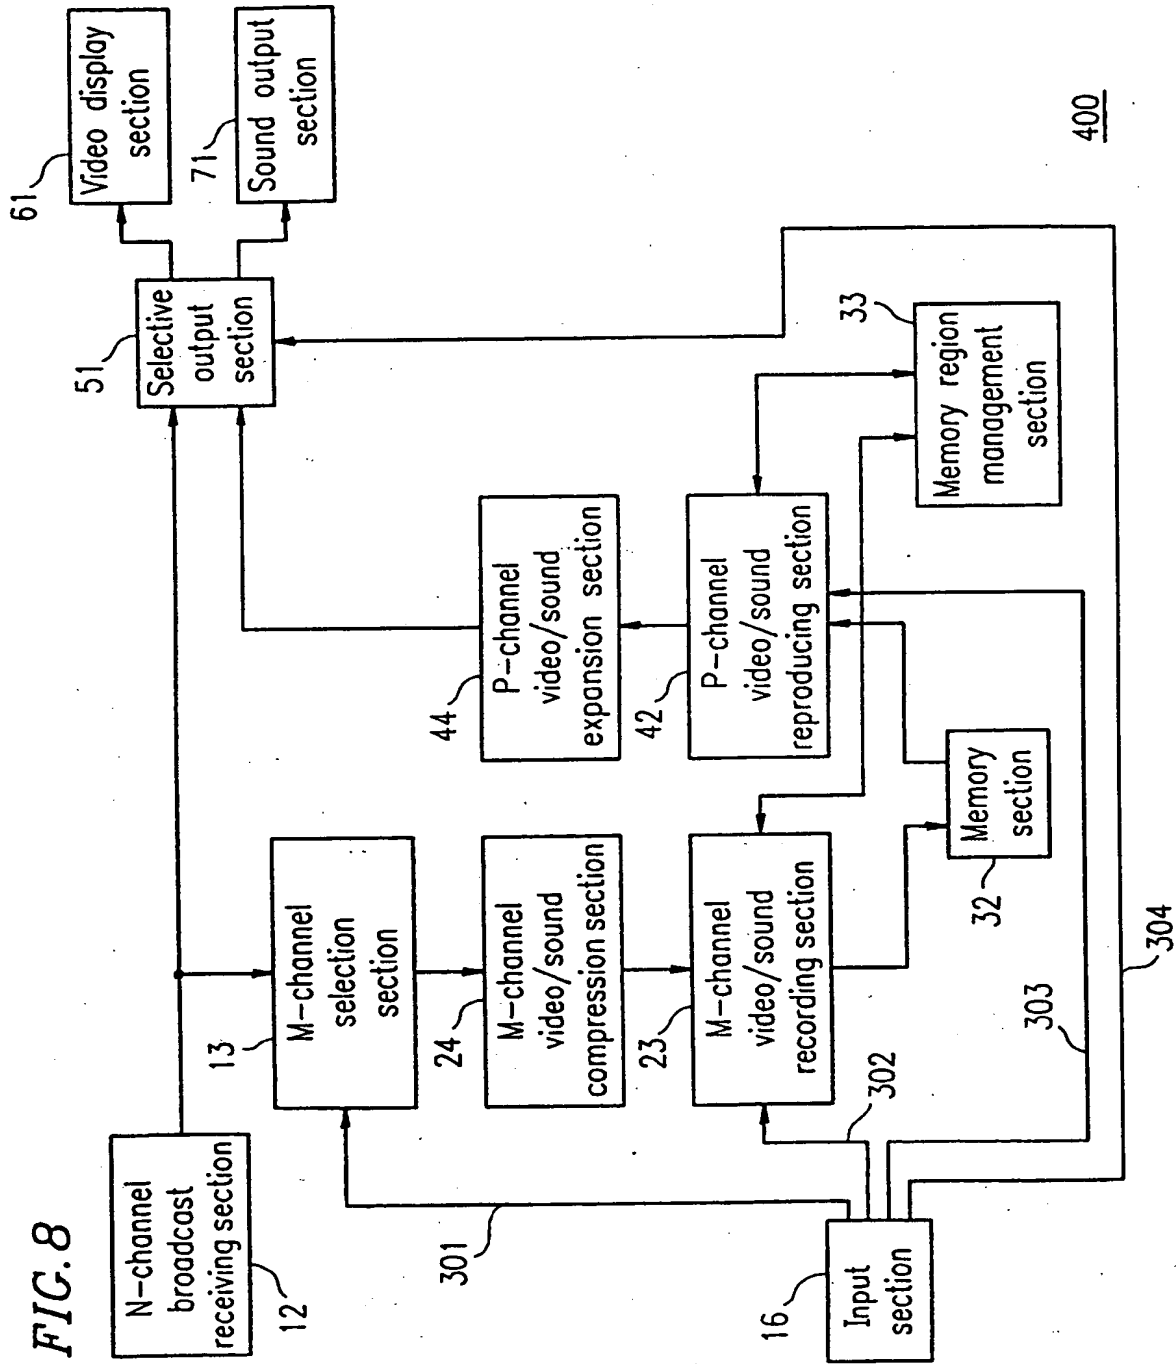 FIG. 8
N-channel
broadcast
receiving section
12
13
M-channel
selection
section
24
M-channel
video/sound
compression section
23
M-channel
video/sound
recording section
16
Input
section
301
302
303
304
32
Memory
section
44
P-channel
video/sound
expansion section
42
P-channel
video/sound
reproducing section
33
Memory region
management
section
51
Selective
output
section
61
Video display
section
71
Sound output
section
400